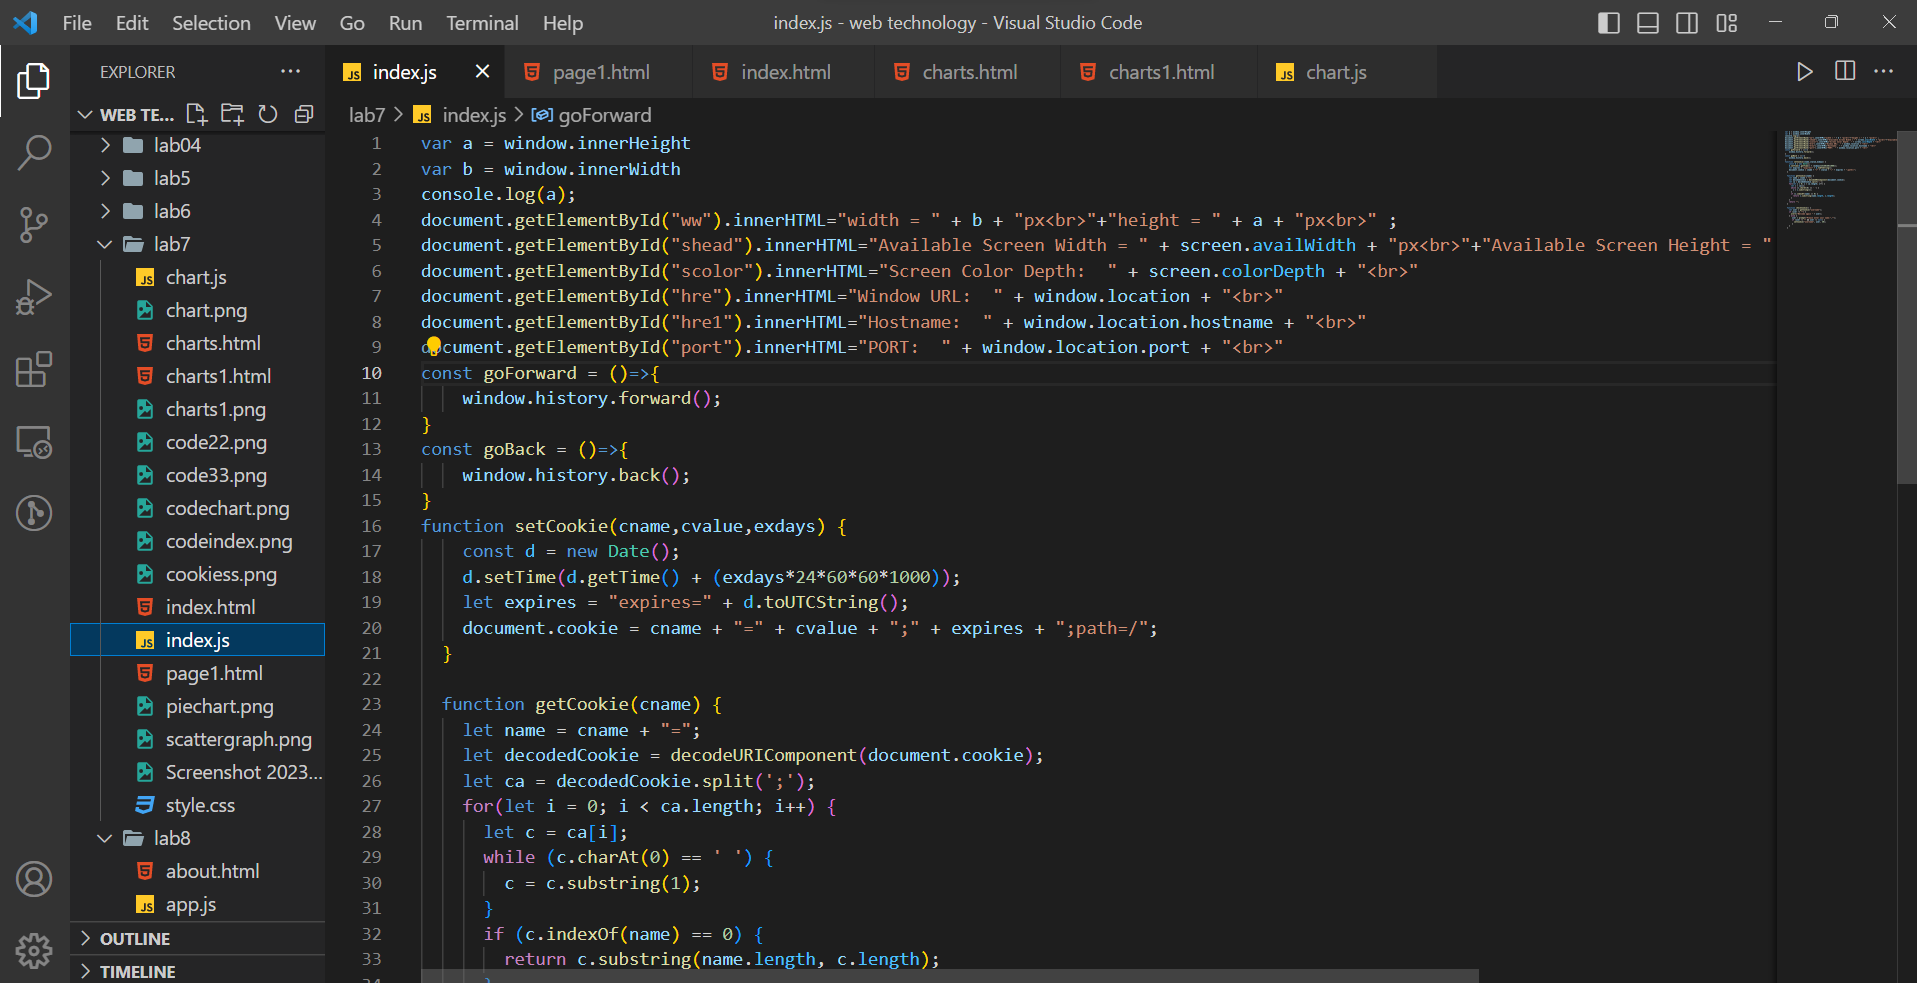 File Edit Selection View Go Run Terminal Help
index.js - web technology - Visual Studio Code
EXPLORER
WEB TE...
lab04
lab5
lab6
lab7
chart.js
chart.png
charts.html
charts1.html
charts1.png
code22.png
code33.png
codechart.png
codeindex.png
cookiess.png
index.html
index.js
page1.html
piechart.png
scattergraph.png
Screenshot 2023...
style.css
lab8
about.html
app.js
OUTLINE
TIMELINE
index.js page1.html index.html charts.html charts1.html chart.js
lab7 > index.js > goForward
1 var a = window.innerHeight
2 var b = window.innerWidth
3 console.log(a);
4 document.getElementById("ww").innerHTML="width = " + b + "px<br>"+"height = " + a + "px<br>" ;
5 document.getElementById("shead").innerHTML="Available Screen Width = " + screen.availWidth + "px<br>"+"Available Screen Height = "
6 document.getElementById("scolor").innerHTML="Screen Color Depth:  " + screen.colorDepth + "<br>"
7 document.getElementById("hre").innerHTML="Window URL:  " + window.location + "<br>"
8 document.getElementById("hre1").innerHTML="Hostname:  " + window.location.hostname + "<br>"
9 document.getElementById("port").innerHTML="PORT:  " + window.location.port + "<br>"
10 const goForward = ()=>{
11     window.history.forward();
12 }
13 const goBack = ()=>{
14     window.history.back();
15 }
16 function setCookie(cname,cvalue,exdays) {
17     const d = new Date();
18     d.setTime(d.getTime() + (exdays*24*60*60*1000));
19     let expires = "expires=" + d.toUTCString();
20     document.cookie = cname + "=" + cvalue + ";" + expires + ";path=/";
21   }
22
23   function getCookie(cname) {
24     let name = cname + "=";
25     let decodedCookie = decodeURIComponent(document.cookie);
26     let ca = decodedCookie.split(';');
27     for(let i = 0; i < ca.length; i++) {
28       let c = ca[i];
29       while (c.charAt(0) == ' ') {
30         c = c.substring(1);
31       }
32       if (c.indexOf(name) == 0) {
33         return c.substring(name.length, c.length);